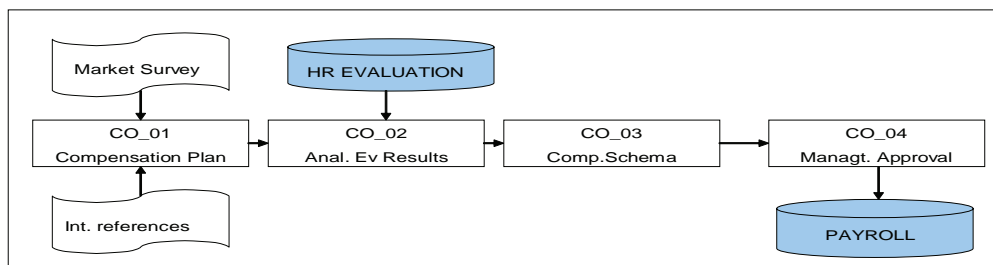 Market Survey
HR EVALUATION
CO_01
Compensation Plan
CO_02
Anal. Ev Results
CO_03
Comp.Schema
CO_04
Managt. Approval
Int. references
PAYROLL